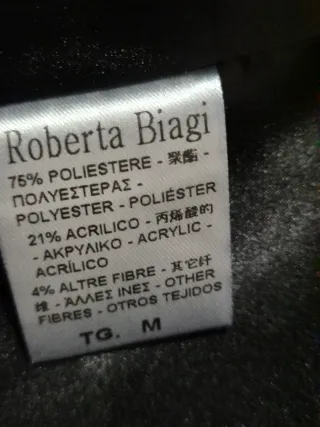 Roberta Biagi
75% POLIESTERE - 聚酯 -
ΠΟΛΥΕΣΤΕΡΑΣ -
POLYESTER - POLIÉSTER
21% ACRILICO - 丙烯酸的
- ΑΚΡΥΛΙΚΟ - ACRYLIC -
ACRÍLICO
4% ALTRE FIBRE - 其它纤
维 - ΆΛΛΕΣ ΙΝΕΣ - OTHER
FIBRES - OTROS TEJIDOS
TG. M